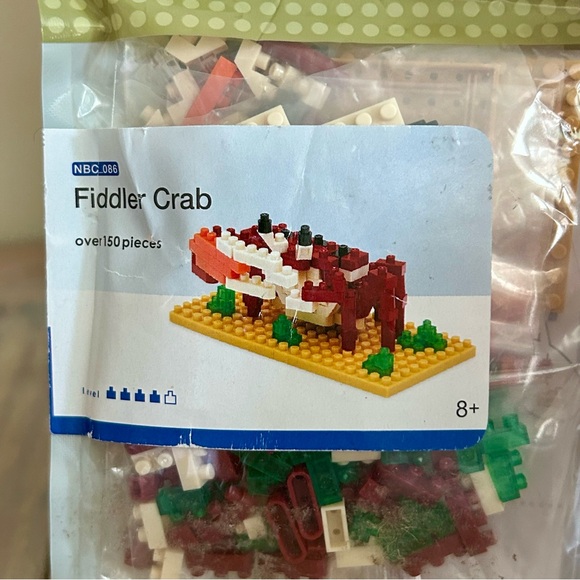 NBC_086
Fiddler Crab
over150pieces
8+